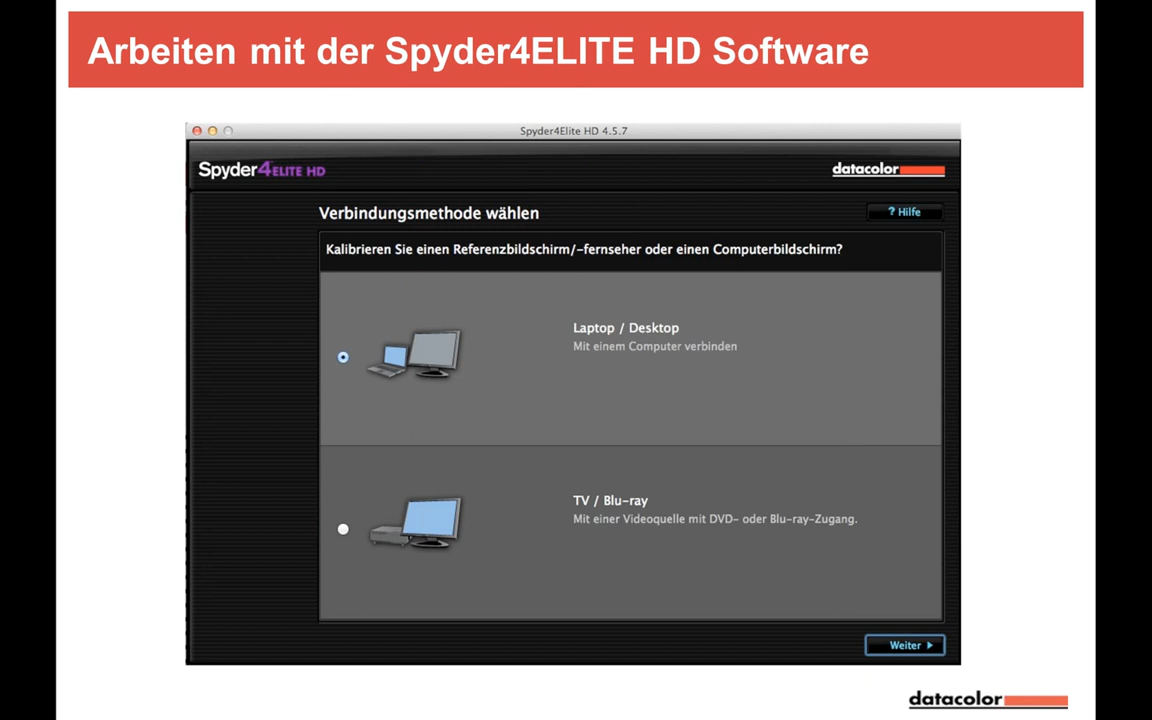 Arbeiten mit der Spyder4ELITE HD Software
Spyder4Elite HD 4.5.7
Spyder4ELITE HD
datacolor
Verbindungsmethode wählen
? Hilfe
Kalibrieren Sie einen Referenzbildschirm/-fernseher oder einen Computerbildschirm?
Laptop / Desktop
Mit einem Computer verbinden
TV / Blu-ray
Mit einer Videoquelle mit DVD- oder Blu-ray-Zugang.
Weiter
datacolor